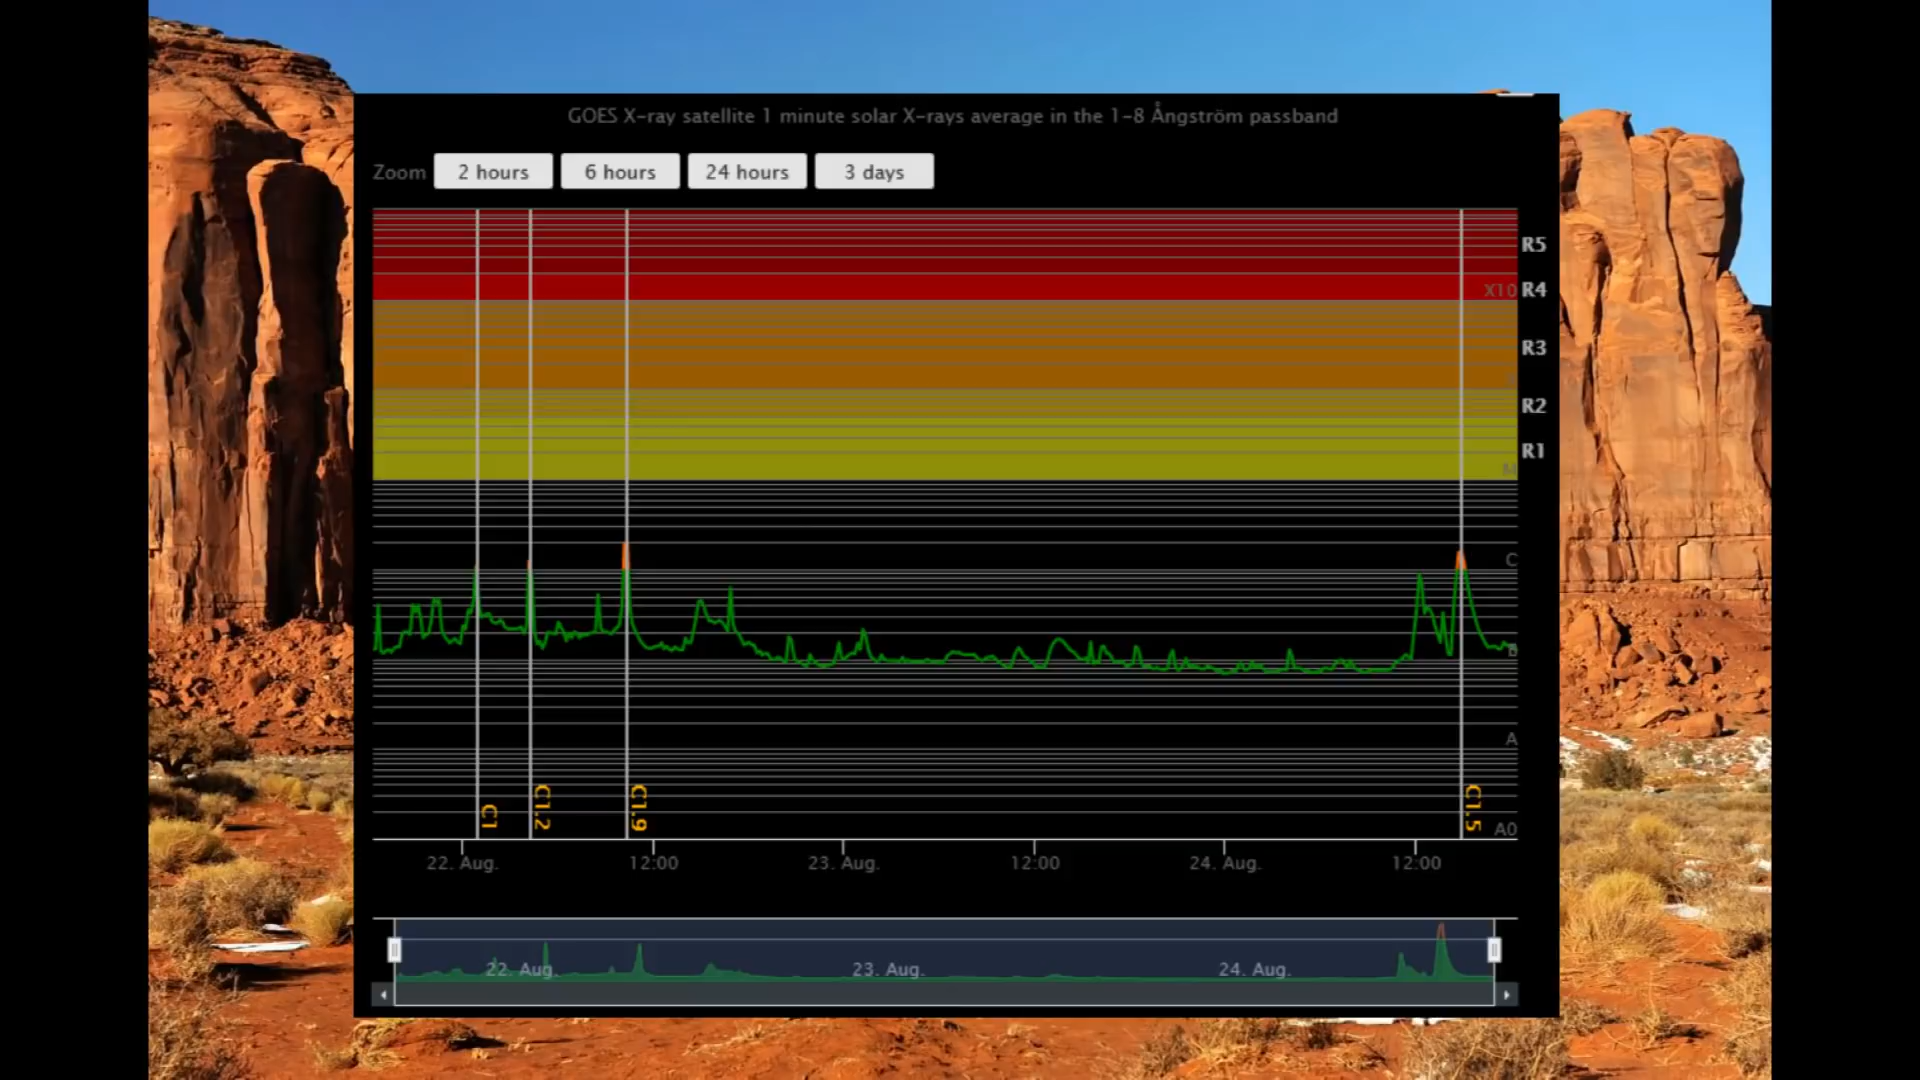 GOES X-ray satellite 1 minute solar X-rays average in the 1-8 Ångström passband
Zoom 2 hours 6 hours 24 hours 3 days
R5
X10 R4
R3
R2
R1
M
C
B
A
C1 C1.2 C1.9 C1.5
A0
22. Aug. 12:00 23. Aug. 12:00 24. Aug. 12:00
22. Aug. 23. Aug. 24. Aug.